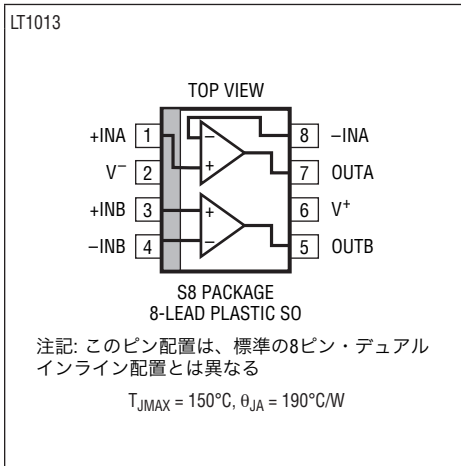 LT1013
TOP VIEW
+INA 1
V− 2
+INB 3
−INB 4
8 −INA
7 OUTA
6 V+
5 OUTB
−
+
+
−
S8 PACKAGE
8-LEAD PLASTIC SO
注記: このピン配置は、標準の8ピン・デュアル
インライン配置とは異なる
TJMAX = 150°C, θJA = 190°C/W